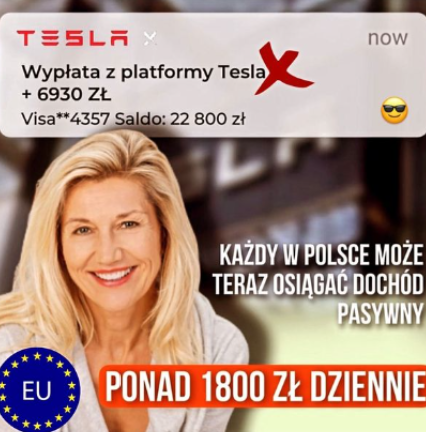 TESLA X
now
Wypłata z platformy Tesla X
+ 6930 ZŁ
Visa**4357 Saldo: 22 800 zł
KAŻDY W POLSCE MOŻE
TERAZ OSIĄGAĆ DOCHÓD
PASYWNY
EU
PONAD 1800 ZŁ DZIENNIE